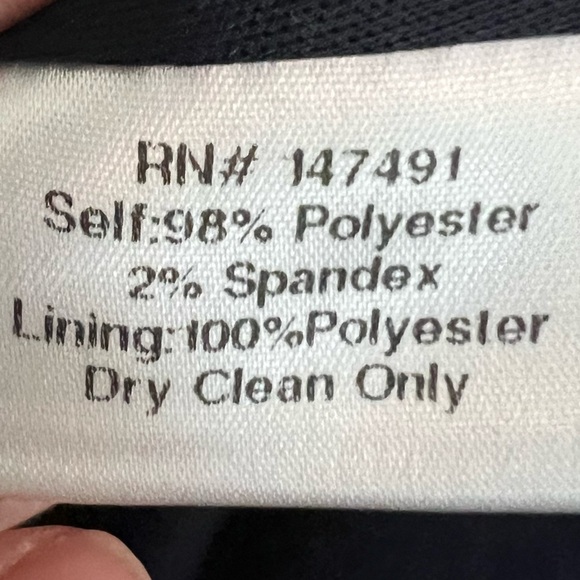 RN# 147491
Self:98% Polyester
2% Spandex
Lining:100%Polyester
Dry Clean Only